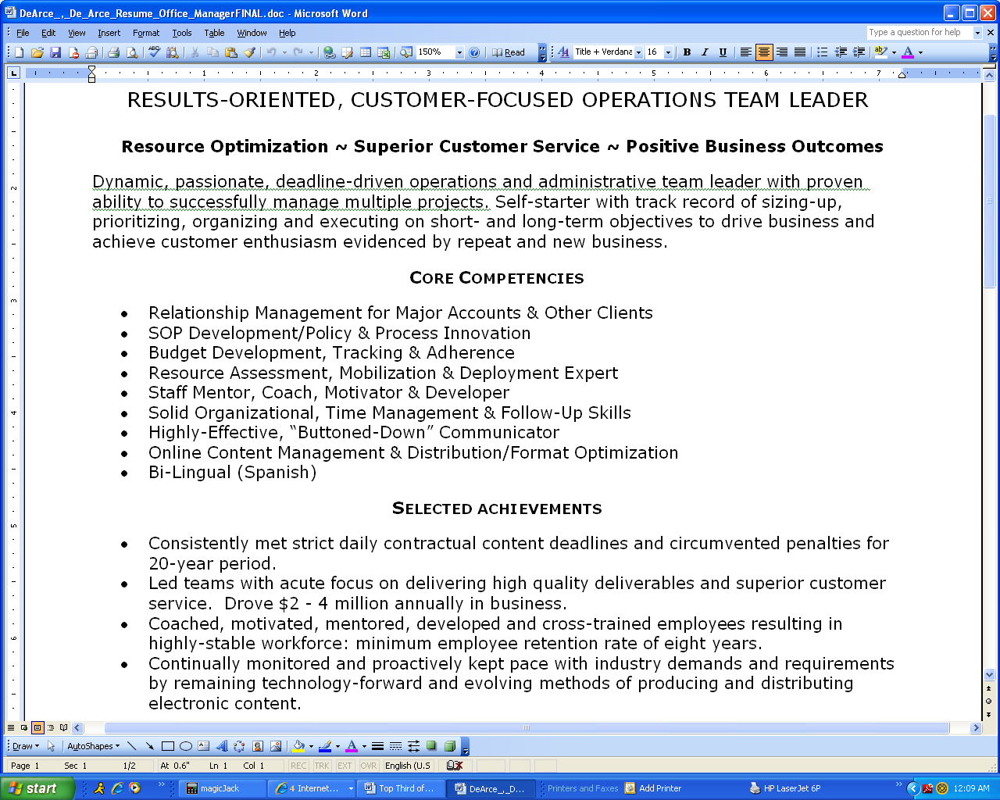 DeArce_,_De_Arce_Resume_Office_ManagerFINAL.doc - Microsoft Word
File Edit View Insert Format Tools Table Window Help Type a question for help
150% Read Title + Verdana 16 B I U
1 2 3 4 5 6 7
RESULTS-ORIENTED, CUSTOMER-FOCUSED OPERATIONS TEAM LEADER
Resource Optimization ~ Superior Customer Service ~ Positive Business Outcomes
Dynamic, passionate, deadline-driven operations and administrative team leader with proven
ability to successfully manage multiple projects. Self-starter with track record of sizing-up,
prioritizing, organizing and executing on short- and long-term objectives to drive business and
achieve customer enthusiasm evidenced by repeat and new business.
CORE COMPETENCIES
• Relationship Management for Major Accounts & Other Clients
• SOP Development/Policy & Process Innovation
• Budget Development, Tracking & Adherence
• Resource Assessment, Mobilization & Deployment Expert
• Staff Mentor, Coach, Motivator & Developer
• Solid Organizational, Time Management & Follow-Up Skills
• Highly-Effective, “Buttoned-Down” Communicator
• Online Content Management & Distribution/Format Optimization
• Bi-Lingual (Spanish)
SELECTED ACHIEVEMENTS
• Consistently met strict daily contractual content deadlines and circumvented penalties for
20-year period.
• Led teams with acute focus on delivering high quality deliverables and superior customer
service.  Drove $2 - 4 million annually in business.
• Coached, motivated, mentored, developed and cross-trained employees resulting in
highly-stable workforce: minimum employee retention rate of eight years.
• Continually monitored and proactively kept pace with industry demands and requirements
by remaining technology-forward and evolving methods of producing and distributing
electronic content.
Draw AutoShapes
Page 1 Sec 1 1/2 At 0.6" Ln 1 Col 1 REC TRK EXT OVR English (U.S
start magicJack 4 Internet... Top Third of... DeArce_,_D... Printers and Faxes Add Printer HP LaserJet 6P 12:09 AM